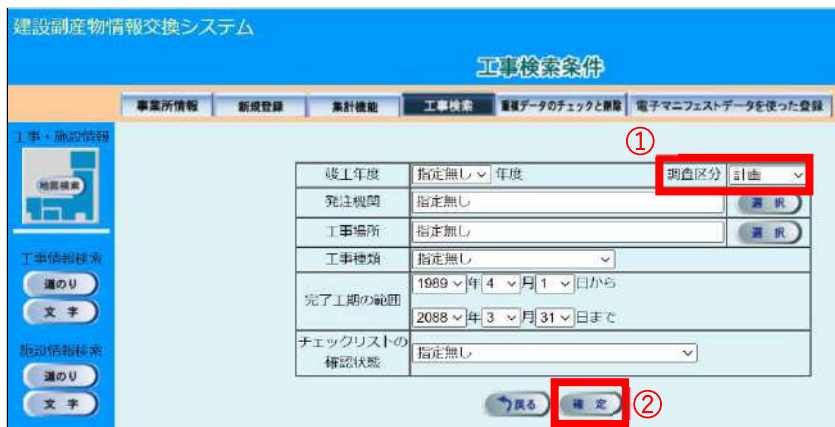 建設副産物情報交換システム
工事検索条件
事業所情報 新規登録 集計機能 工事検索 重複データのチェックと削除 電子マニフェストデータを使った登録
工事・施設情報
地図検索
工事情報検索
道のり
文字
施設情報検索
道のり
文字
①
竣工年度 指定無し 年度 調査区分 計画
発注機関 指定無し 選択
工事場所 指定無し 選択
工事種類 指定無し
完了工期の範囲
1989 年 4 月 1 日から
2088 年 3 月 31 日まで
チェックリストの
確認状態
指定無し
戻る 確定 ②